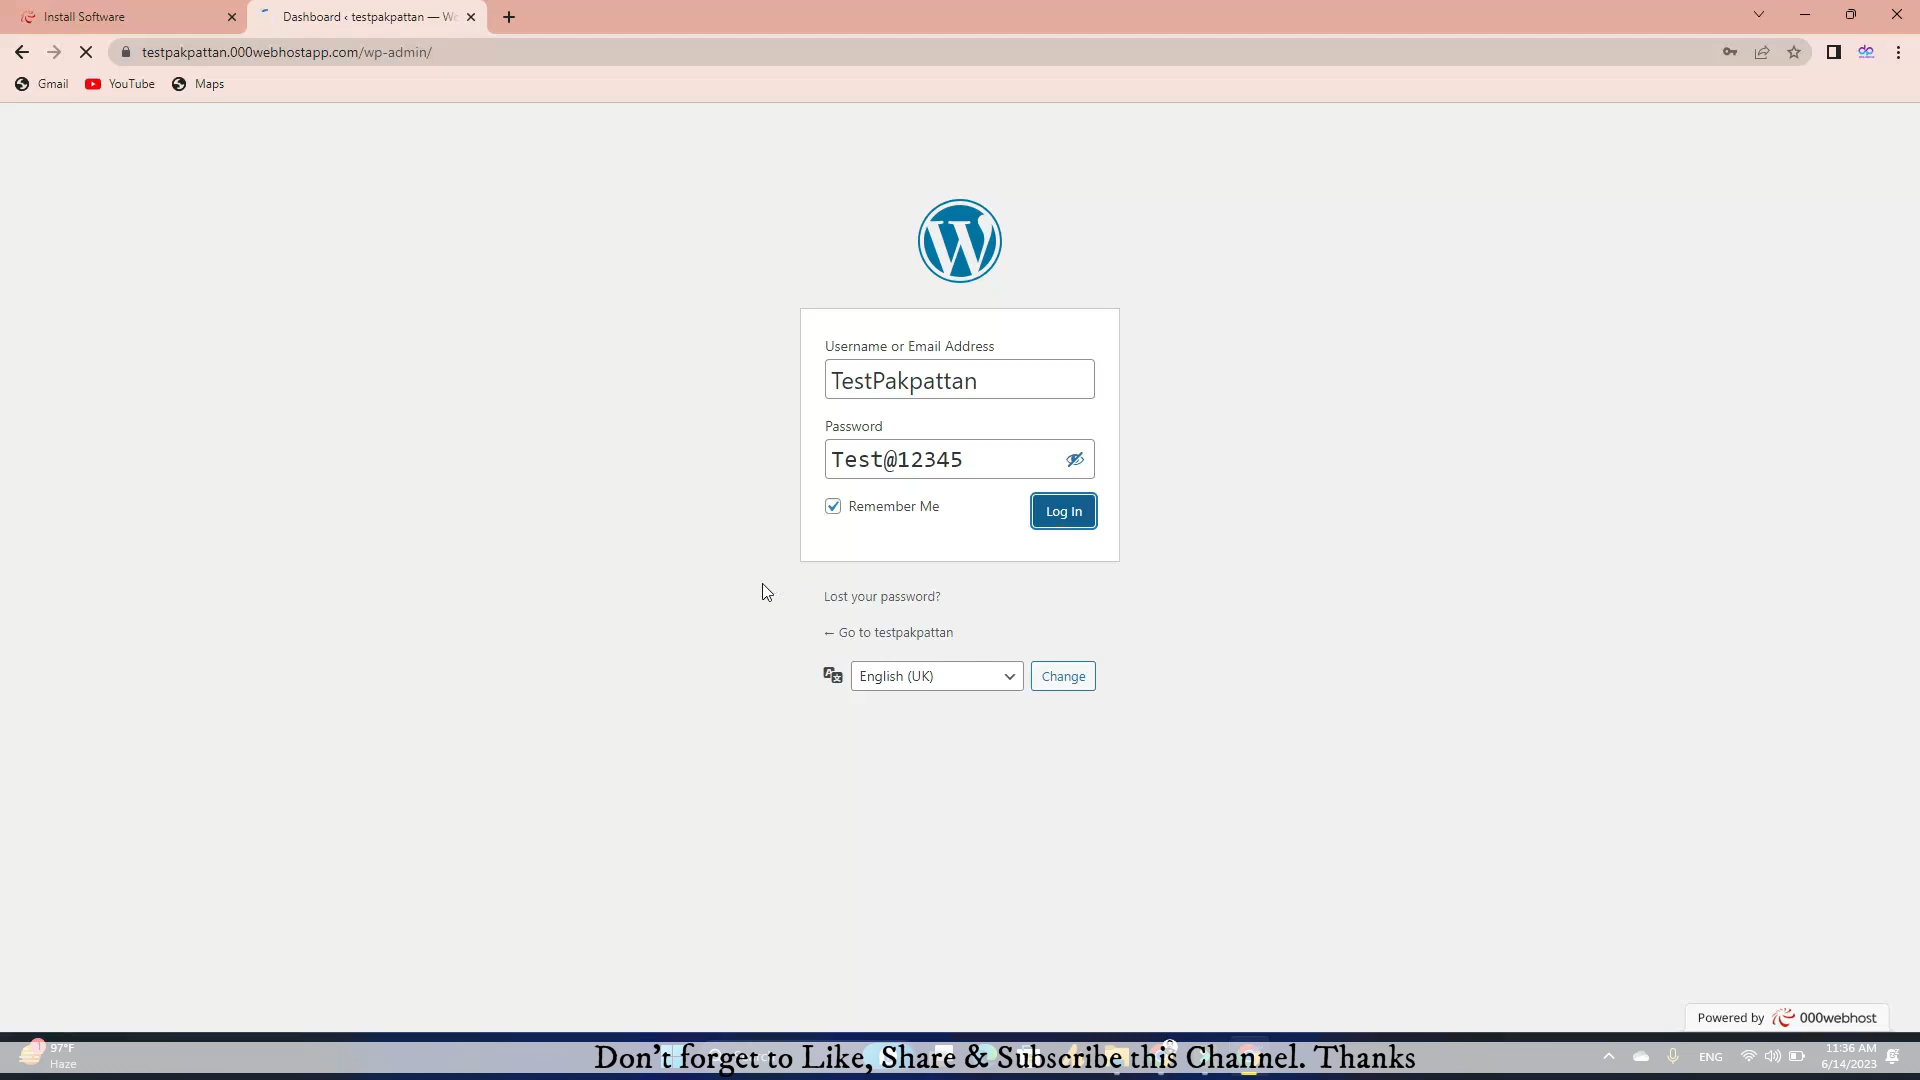 Install Software
Dashboard ‹ testpakpattan — W
testpakpattan.000webhostapp.com/wp-admin/
Gmail
YouTube
Maps
Username or Email Address
TestPakpattan
Password
Test@12345
Remember Me
Log In
Lost your password?
← Go to testpakpattan
English (UK)
Change
Powered by 000webhost
97°F
Haze
Don't forget to Like, Share & Subscribe this Channel. Thanks
ENG
11:36 AM
6/14/2023